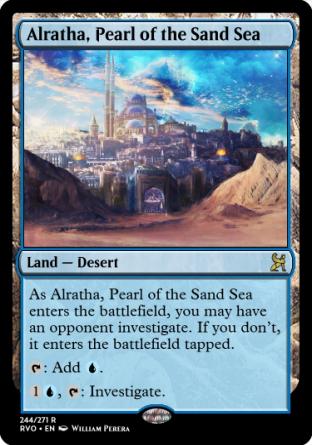 Alratha, Pearl of the Sand Sea
Land — Desert
As Alratha, Pearl of the Sand Sea
enters the battlefield, you may have
an opponent investigate. If you don't,
it enters the battlefield tapped.
: Add .
1 , : Investigate.
244/271 R
RVO • EN William Perera